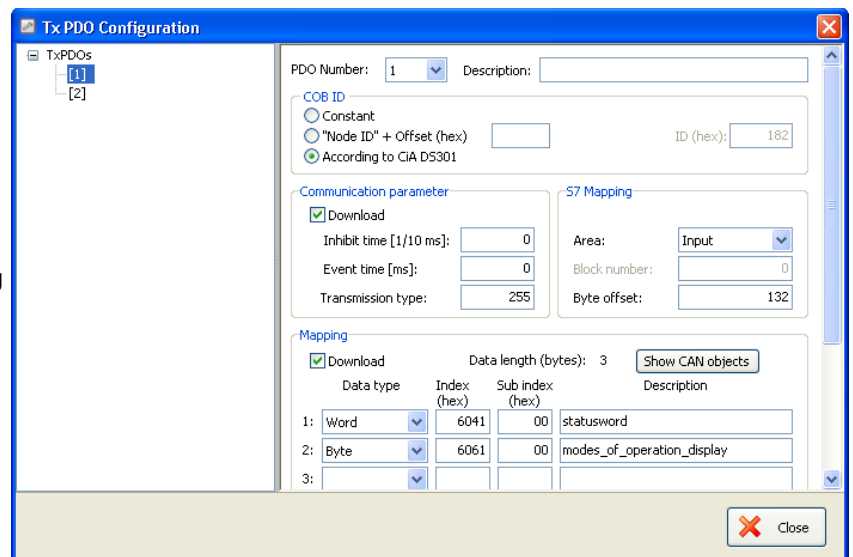 Tx PDO Configuration
TxPDOs
[1]
[2]
PDO Number: 1 Description:
COB ID
Constant
"Node ID" + Offset (hex) ID (hex): 182
According to CiA DS301
Communication parameter
Download
Inhibit time [1/10 ms]: 0
Event time [ms]: 0
Transmission type: 255
S7 Mapping
Area: Input
Block number: 0
Byte offset: 132
Mapping
Download Data length (bytes): 3 Show CAN objects
Data type Index (hex) Sub index (hex) Description
1: Word 6041 00 statusword
2: Byte 6061 00 modes_of_operation_display
3:
Close